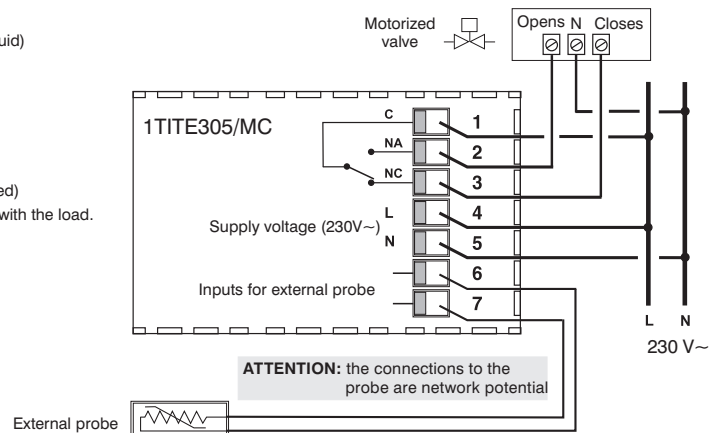 uid)
ed)
with the load.
Motorized
valve
Opens N Closes
1TITE305/MC
C 1
NA 2
NC 3
Supply voltage (230V~)
L 4
N 5
6
Inputs for external probe
7
L N
230 V~
ATTENTION: the connections to the
probe are network potential
External probe